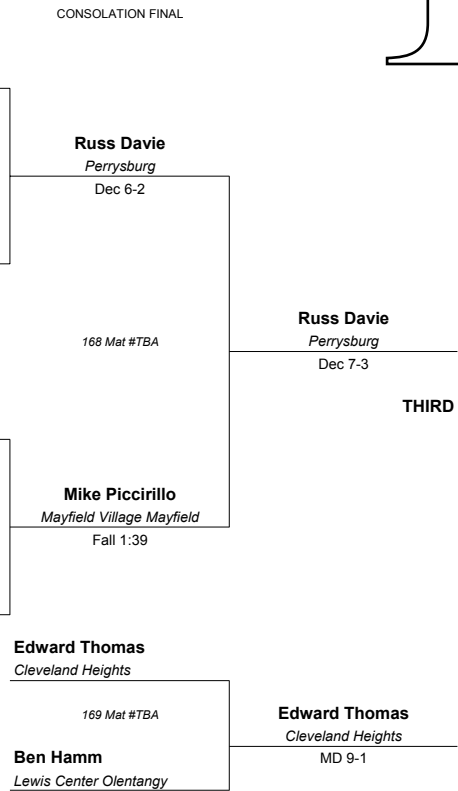 CONSOLATION FINAL
Russ Davie
Perrysburg
Dec 6-2
168 Mat #TBA
Russ Davie
Perrysburg
Dec 7-3
THIRD
Mike Piccirillo
Mayfield Village Mayfield
Fall 1:39
Edward Thomas
Cleveland Heights
169 Mat #TBA
Edward Thomas
Cleveland Heights
MD 9-1
Ben Hamm
Lewis Center Olentangy